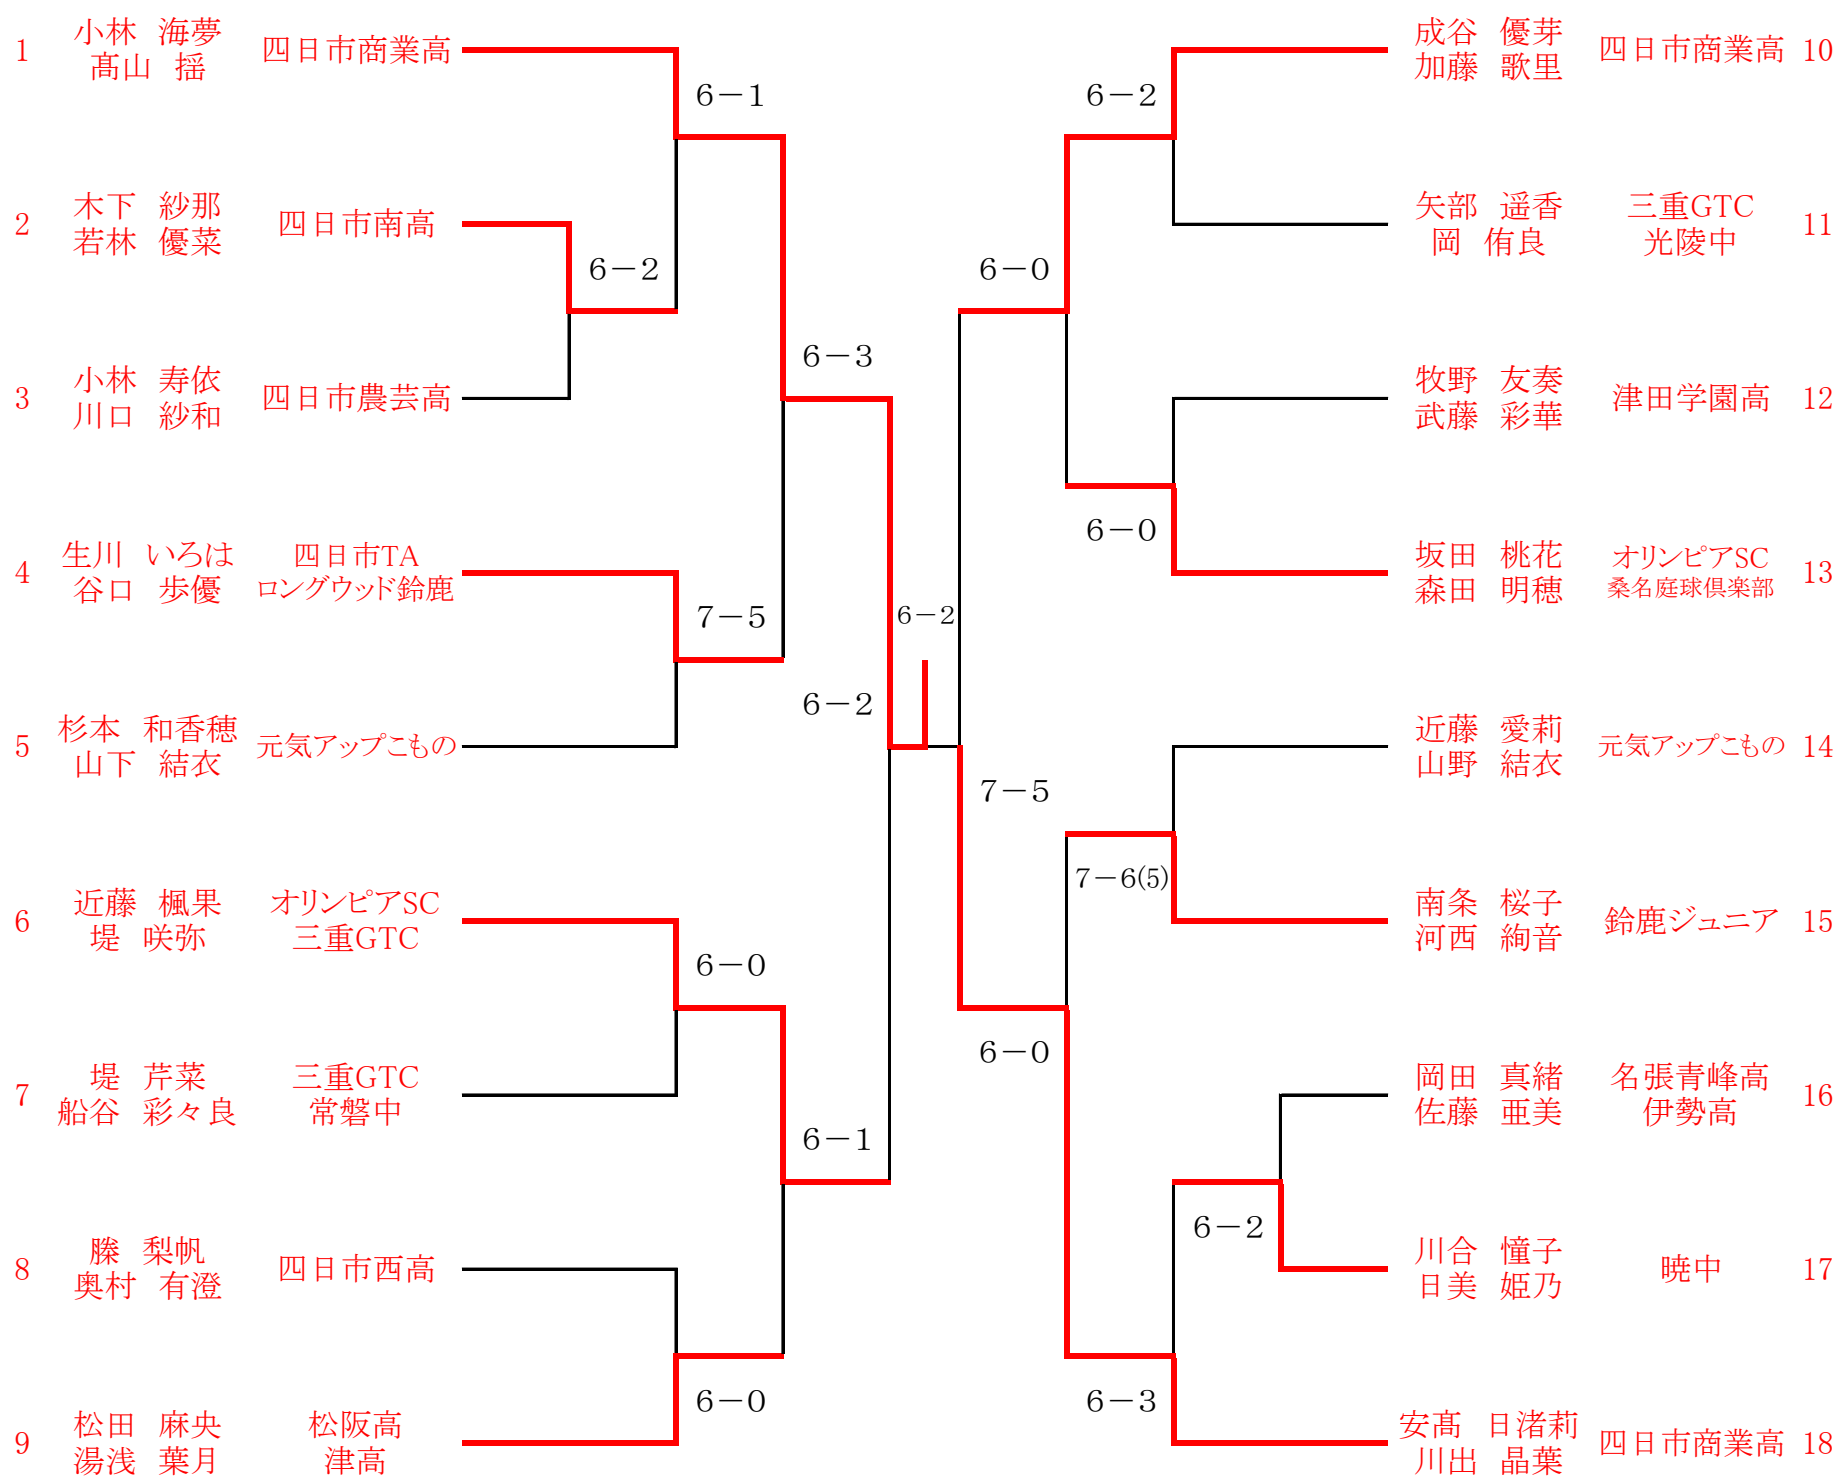 1 小林 海夢 四日市商業高
髙山 揺
2 木下 紗那 四日市南高
若林 優菜
3 小林 寿依 四日市農芸高
川口 紗和
4 生川 いろは 四日市TA
谷口 歩優 ロングウッド鈴鹿
5 杉本 和香穂 元気アップこもの
山下 結衣
6 近藤 楓果 オリンピアSC
堤 咲弥 三重GTC
7 堤 芹菜 三重GTC
船谷 彩々良 常磐中
8 滕 梨帆 四日市西高
奥村 有澄
9 松田 麻央 松阪高
湯浅 葉月 津高
6－1
6－2
6－3
7－5
6－2
6－0
6－1
6－0
6－2
6－2
6－0
6－0
7－5
7－6(5)
6－0
6－2
6－3
成谷 優芽 四日市商業高 10
加藤 歌里
矢部 遥香 三重GTC 11
岡 侑良 光陵中
牧野 友奏 津田学園高 12
武藤 彩華
坂田 桃花 オリンピアSC 13
森田 明穂 桑名庭球倶楽部
近藤 愛莉 元気アップこもの 14
山野 結衣
南条 桜子 鈴鹿ジュニア 15
河西 絢音
岡田 真緒 名張青峰高 16
佐藤 亜美 伊勢高
川合 憧子 暁中 17
日美 姫乃
安髙 日渚莉 四日市商業高 18
川出 晶葉